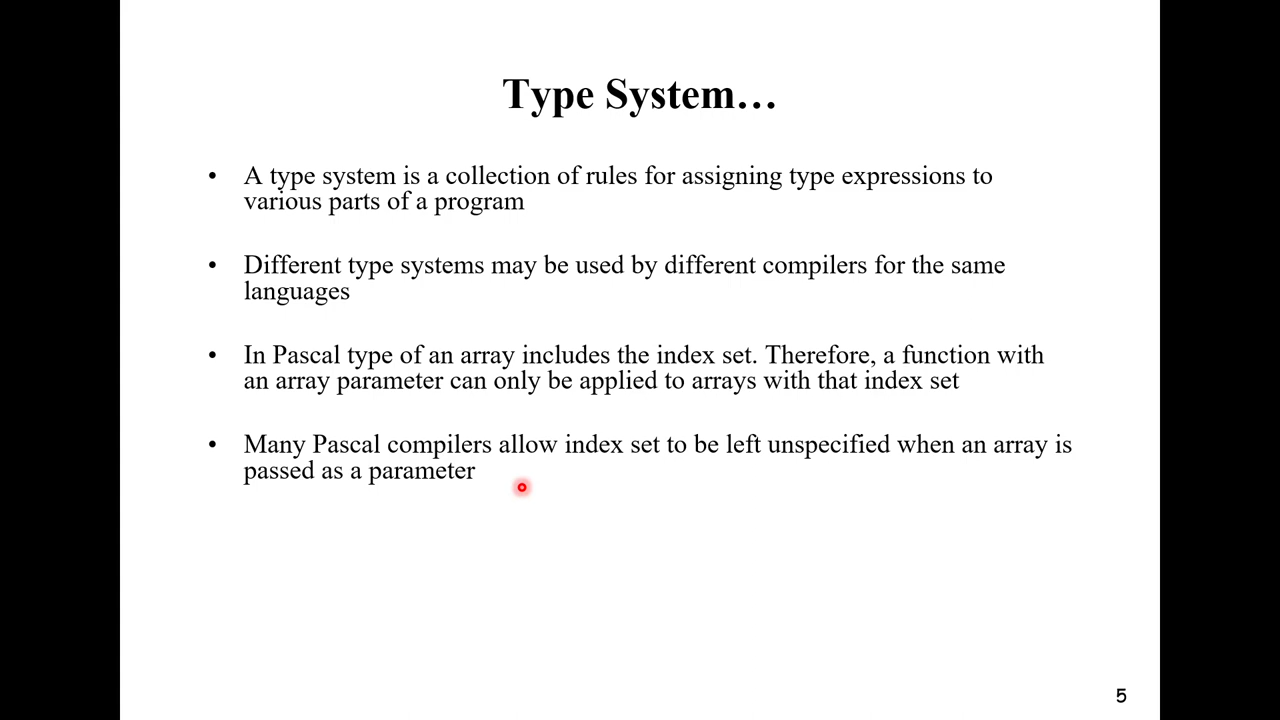 Type System…
• A type system is a collection of rules for assigning type expressions to
various parts of a program
• Different type systems may be used by different compilers for the same
languages
• In Pascal type of an array includes the index set. Therefore, a function with
an array parameter can only be applied to arrays with that index set
• Many Pascal compilers allow index set to be left unspecified when an array is
passed as a parameter
5